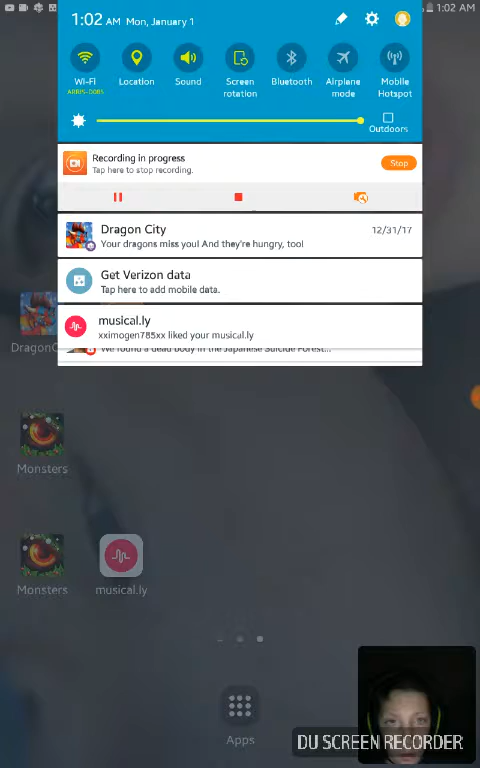 1:02 AM
1:02 AM Mon, January 1
Wi-Fi
ARRIS-D0B5
Location
Sound
Screen rotation
Bluetooth
Airplane mode
Mobile Hotspot
Outdoors
Recording in progress
Tap here to stop recording.
Stop
Dragon City
12/31/17
Your dragons miss you! And they're hungry, too!
Get Verizon data
Tap here to add mobile data.
musical.ly
xximogen785xx liked your musical.ly
We found a dead body in the Japanese Suicide Forest...
DragonC
Monsters
Monsters
musical.ly
Apps
DU SCREEN RECORDER